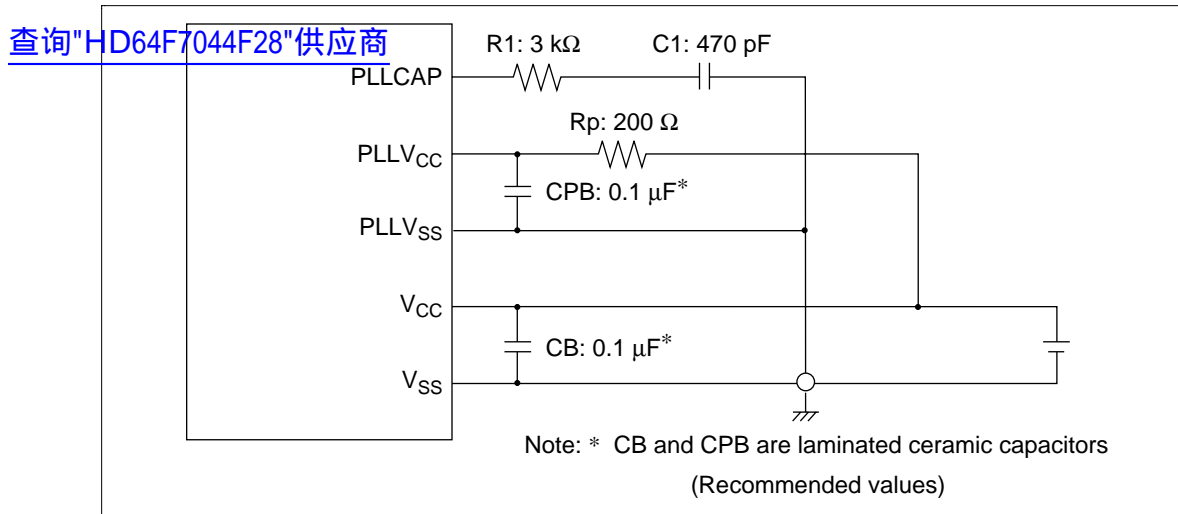 查询"HD64F7044F28"供应商
R1: 3 kΩ
C1: 470 pF
PLLCAP
Rp: 200 Ω
PLLVCC
CPB: 0.1 μF*
PLLVSS
VCC
CB: 0.1 μF*
VSS
Note: * CB and CPB are laminated ceramic capacitors
(Recommended values)